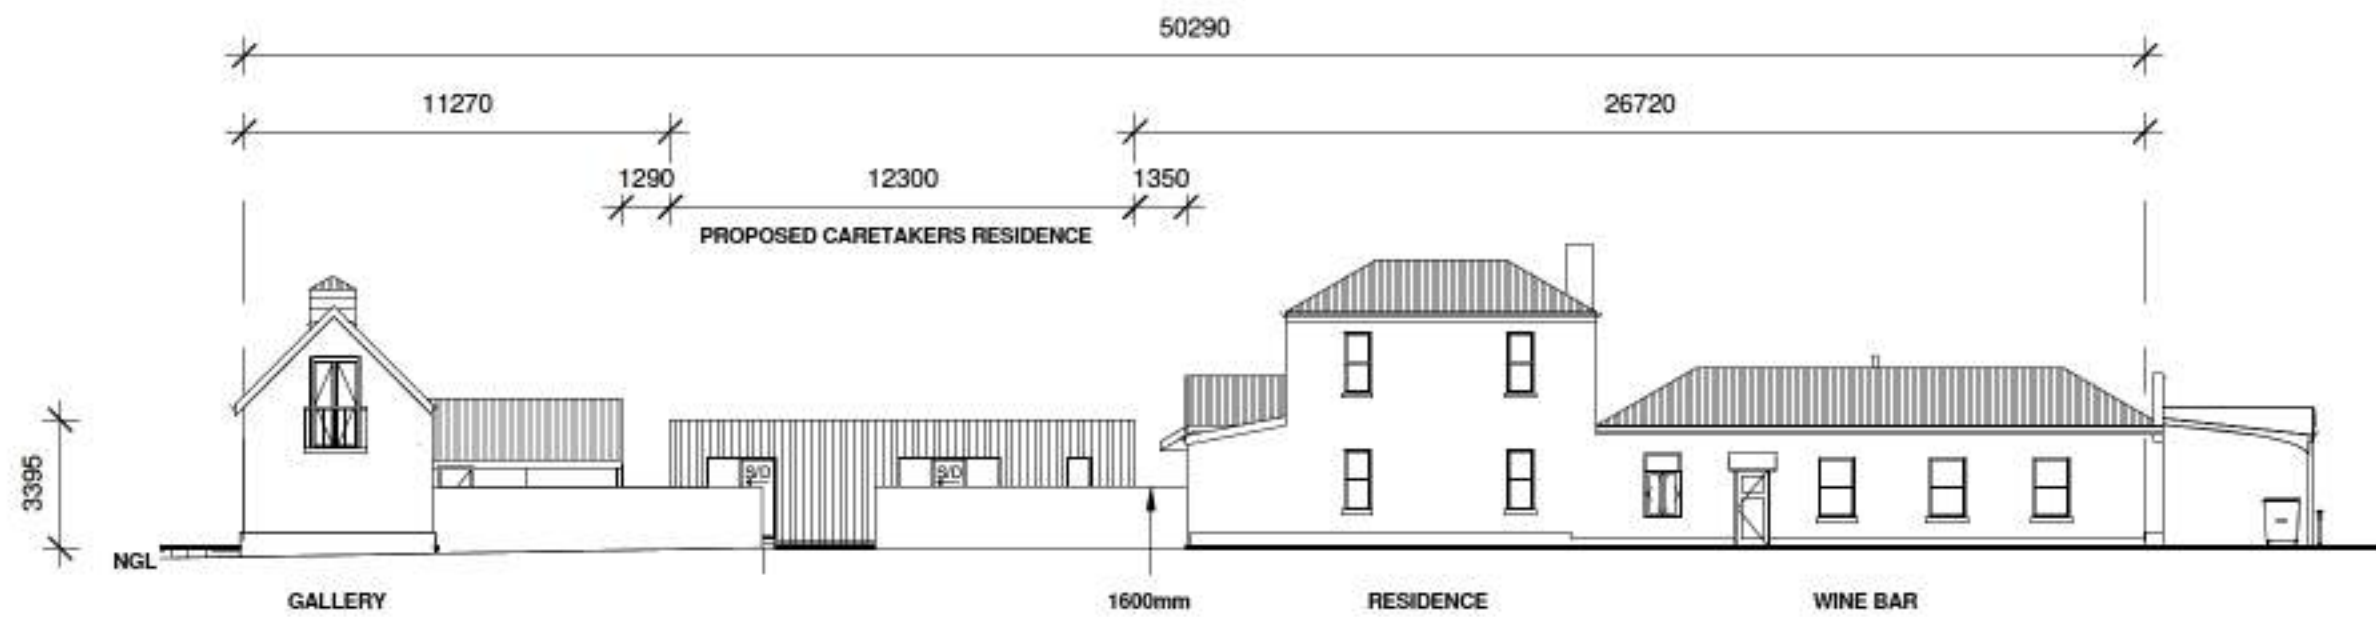 50290
11270
26720
1290
12300
1350
PROPOSED CARETAKERS RESIDENCE
3395
S/D
S/D
NGL
GALLERY
1600mm
RESIDENCE
WINE BAR